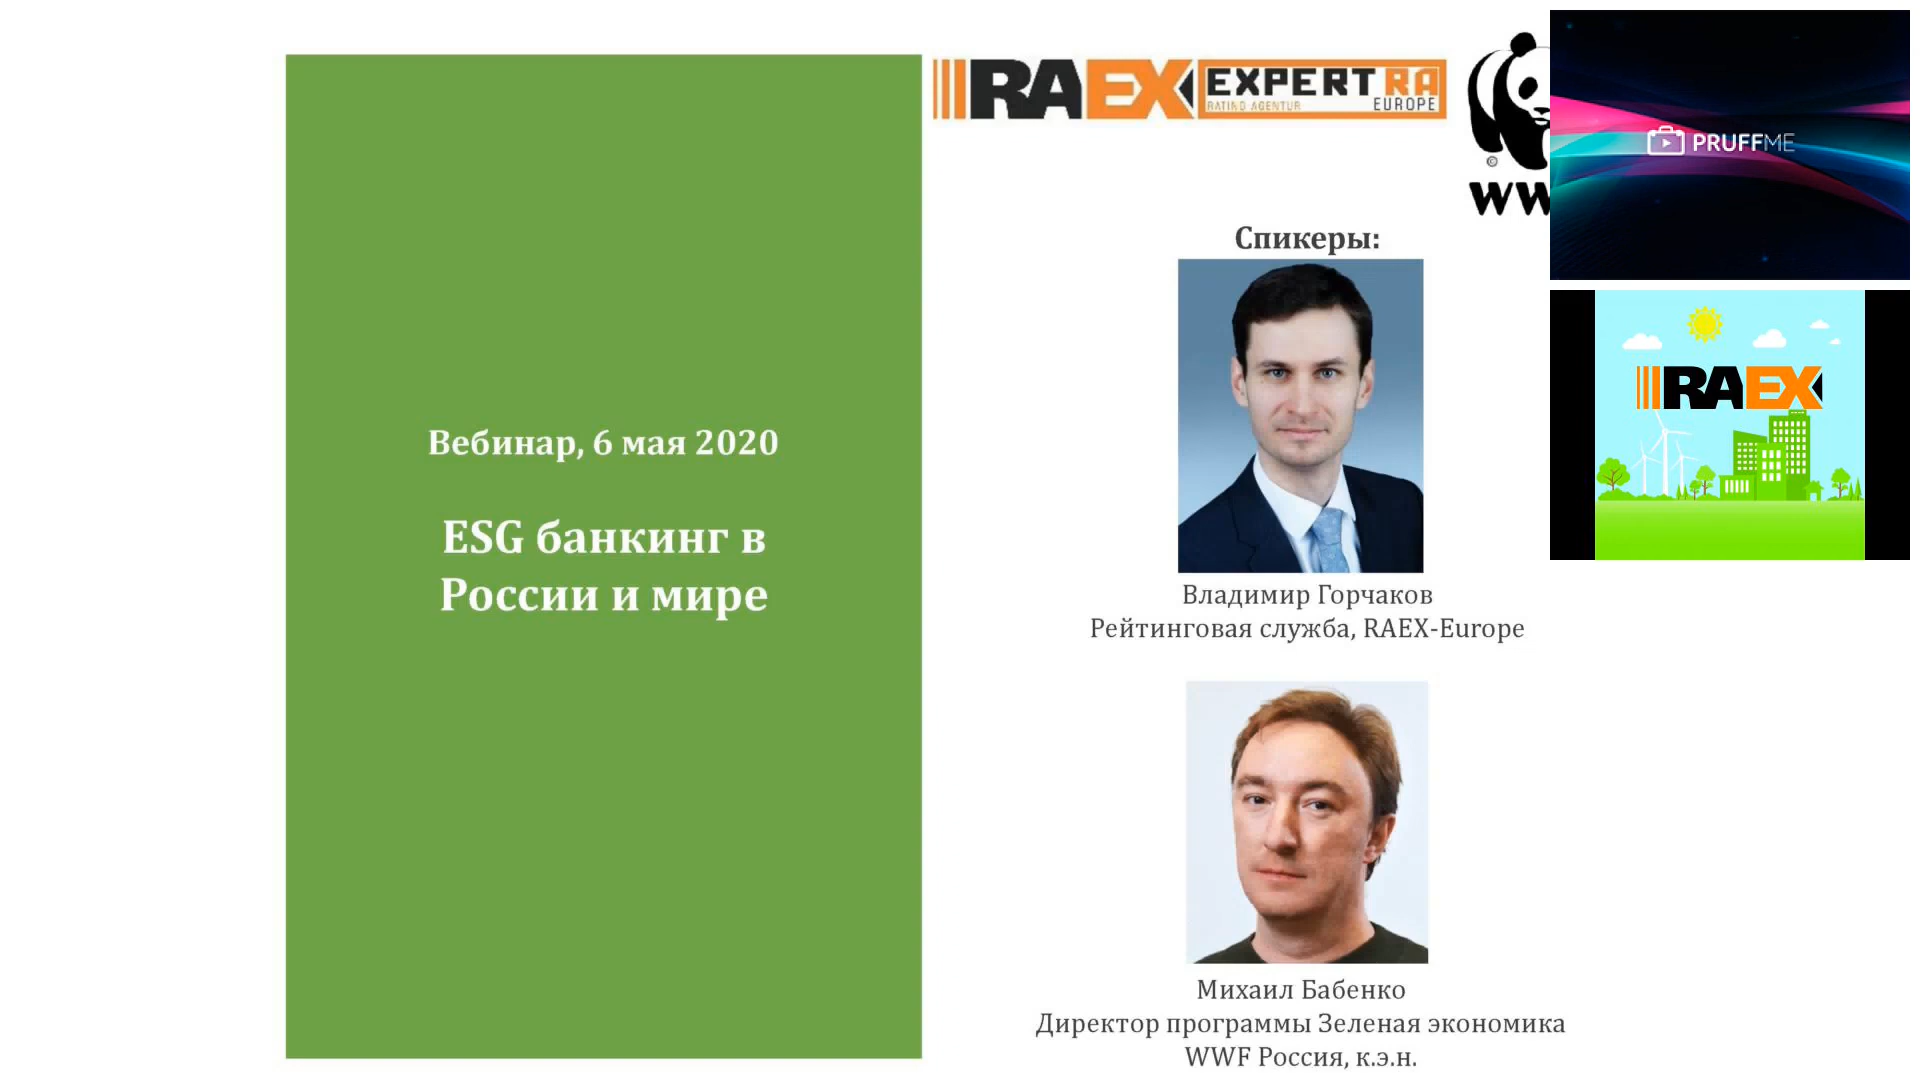 Вебинар, 6 мая 2020
ESG банкинг в
России и мире
RAEX EXPERT RA
RATING AGENTUR EUROPE
©
WW
Спикеры:
Владимир Горчаков
Рейтинговая служба, RAEX-Europe
Михаил Бабенко
Директор программы Зеленая экономика
WWF Россия, к.э.н.
PRUFFME
RAEX